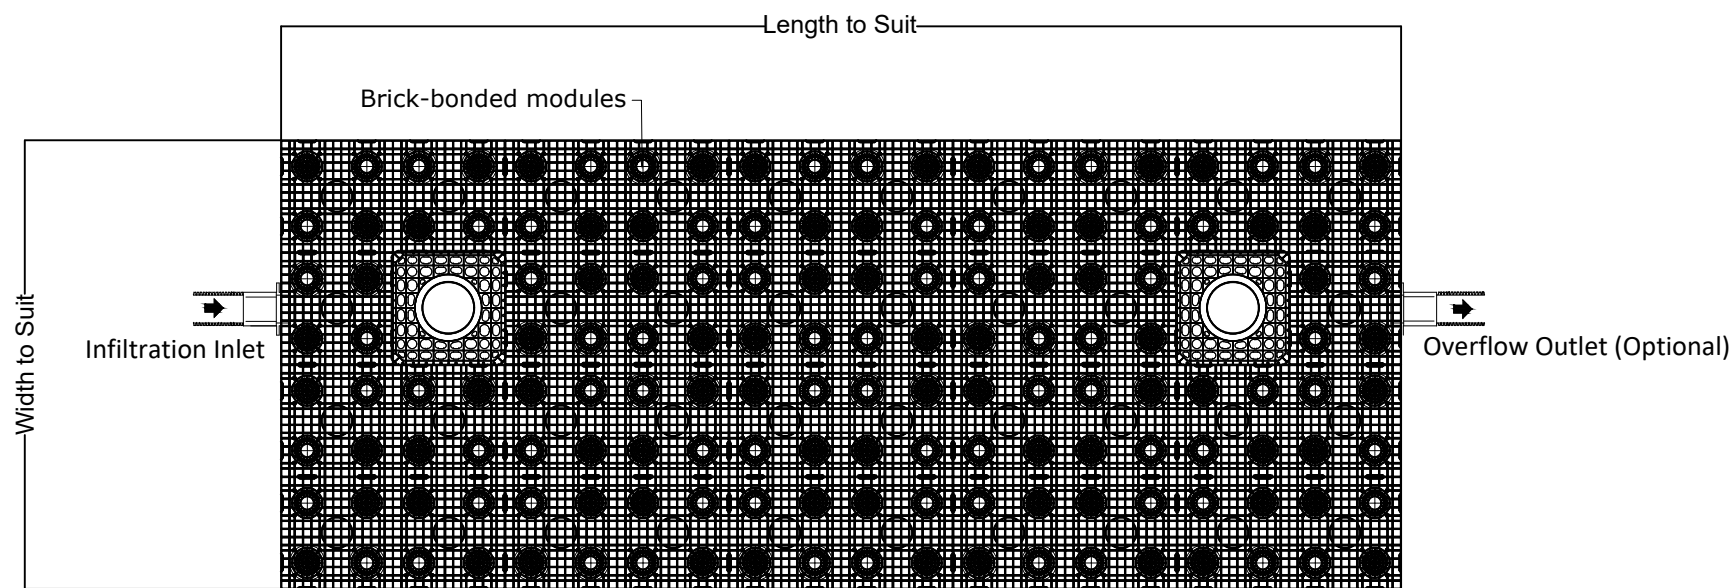 Length to Suit
Brick-bonded modules
Width to Suit
Infiltration Inlet
Overflow Outlet (Optional)